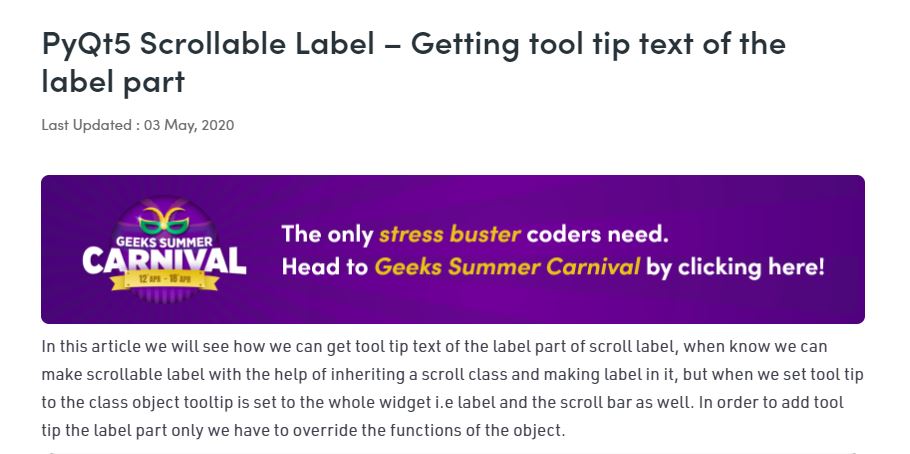 PyQt5 Scrollable Label – Getting tool tip text of the
label part
Last Updated : 03 May, 2020
GEEKS SUMMER
CARNIVAL
12 APR - 18 APR
The only stress buster coders need.
Head to Geeks Summer Carnival by clicking here!
In this article we will see how we can get tool tip text of the label part of scroll label, when know we can
make scrollable label with the help of inheriting a scroll class and making label in it, but when we set tool tip
to the class object tooltip is set to the whole widget i.e label and the scroll bar as well. In order to add tool
tip the label part only we have to override the functions of the object.